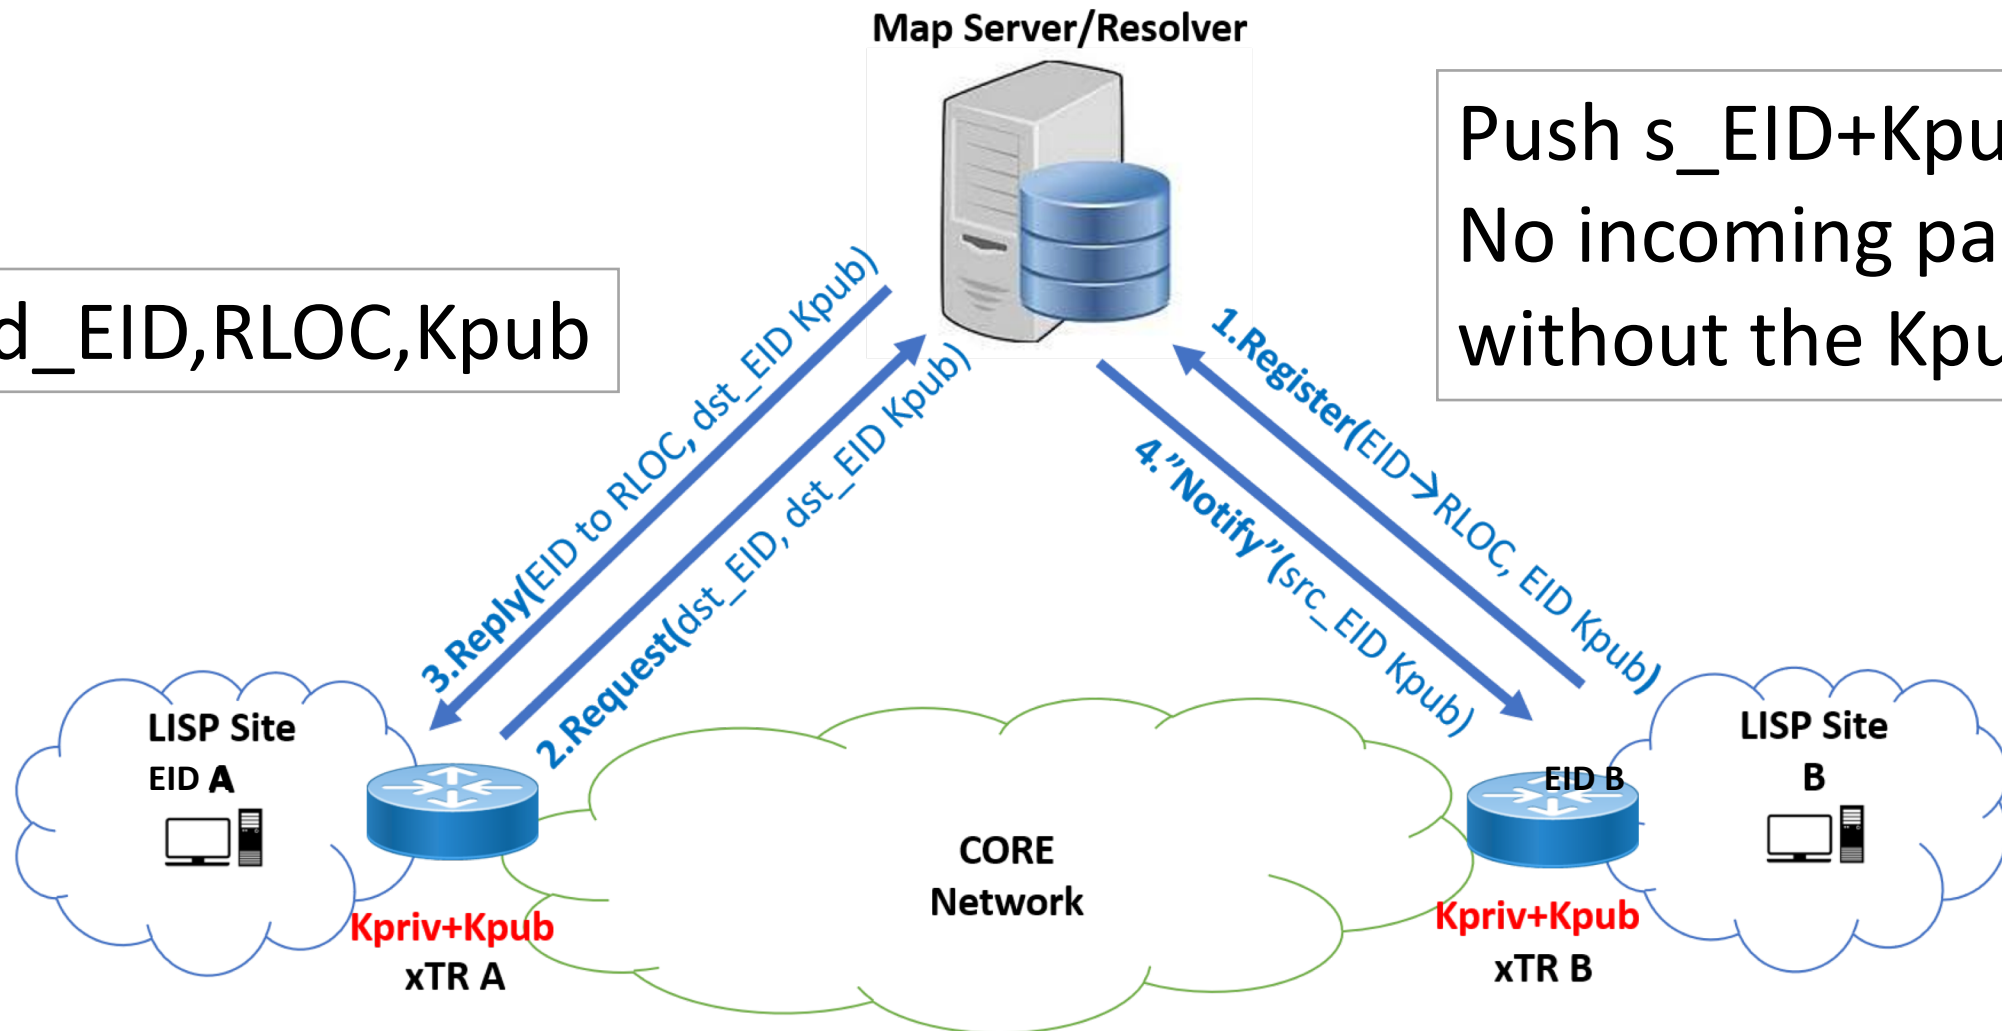 Map Server/Resolver
Push s_EID+Kpu
No incoming pa
without the Kpu
d_EID,RLOC,Kpub
3.Reply(EID to RLOC, dst_EID Kpub)
2.Request(dst_EID, dst_EID Kpub)
1.Register(EID→RLOC, EID Kpub)
4.”Notify”(src_EID Kpub)
LISP Site
EID A
Kpriv+Kpub
xTR A
CORE
Network
EID B
Kpriv+Kpub
xTR B
LISP Site
B